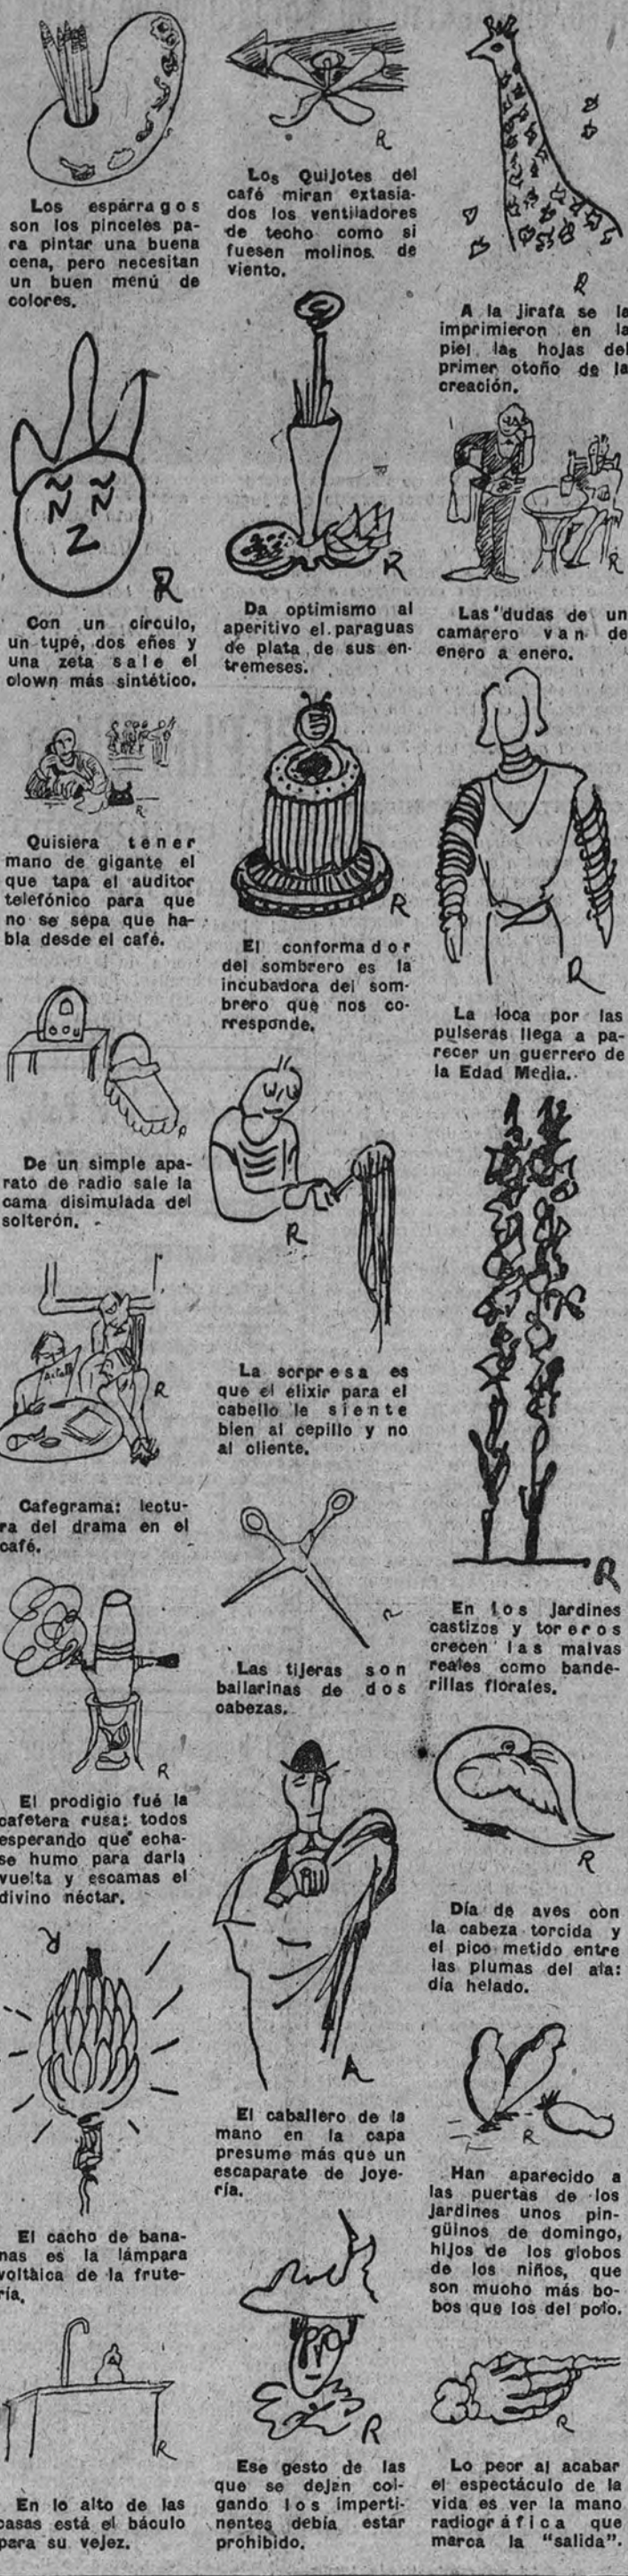 Los espárragos
son los pinceles pa-
ra pintar una buena
cena, pero necesitan
un buen menú de
colores.
R
Con un círculo,
un tupé, dos eñes y
una zeta sale el
clown más sintético.
R
Quisiera tener
mano de gigante el
que tapa el auditor
telefónico para que
no se sepa que ha-
bla desde el café.
R
De un simple apa-
rato de radio sale la
cama disimulada del
solterón.
R
Cafegrama: lectu-
ra del drama en el
café.
R
El prodigio fué la
cafetera rusa: todos
esperando que echa-
se humo para darla
vuelta y escamas el
divino néctar.
R
El cacho de bana-
nas es la lámpara
voltàica de la frute-
ría.
R
En lo alto de las
casas está el báculo
para su vejez.
R
Los Quijotes del
café miran extasia-
dos los ventiladores
de techo como si
fuesen molinos. de
viento.
R
Da optimismo al
aperitivo el paraguas
de plata de sus en-
tremeses.
R
El conformador
del sombrero es la
incubadora del som-
brero que nos co-
rresponde.
R
La sorpresa es
que el elixir para el
cabello le siente
bien al cepillo y no
al cliente.
R
Las tijeras son
bailarinas de dos
cabezas.
R
El caballero de la
mano en la capa
presume más que un
escaparate de joye-
ría.
R
Ese gesto de las
que se dejan col-
gando los imperti-
nentes debía estar
prohibido.
R
A la jirafa se la
imprimieron en la
piel las hojas del
primer otoño de la
creación.
R
Las dudas de un
camarero van de
enero a enero.
R
La loca por las
pulseras llega a pa-
recer un guerrero de
la Edad Media.
R
En los jardines
castizos y toreros
crecen las malvas
reales como bande-
rillas florales.
R
Día de aves con
la cabeza torcida y
el pico metido entre
las plumas del ala:
día helado.
R
Han aparecido a
las puertas de los
jardines unos pin-
güinos de domingo,
hijos de los globos
de los niños, que
son mucho más bo-
bos que los del polo.
R
Lo peor al acabar
el espectáculo de la
vida es ver la mano
radiográfica que
marca la "salida".